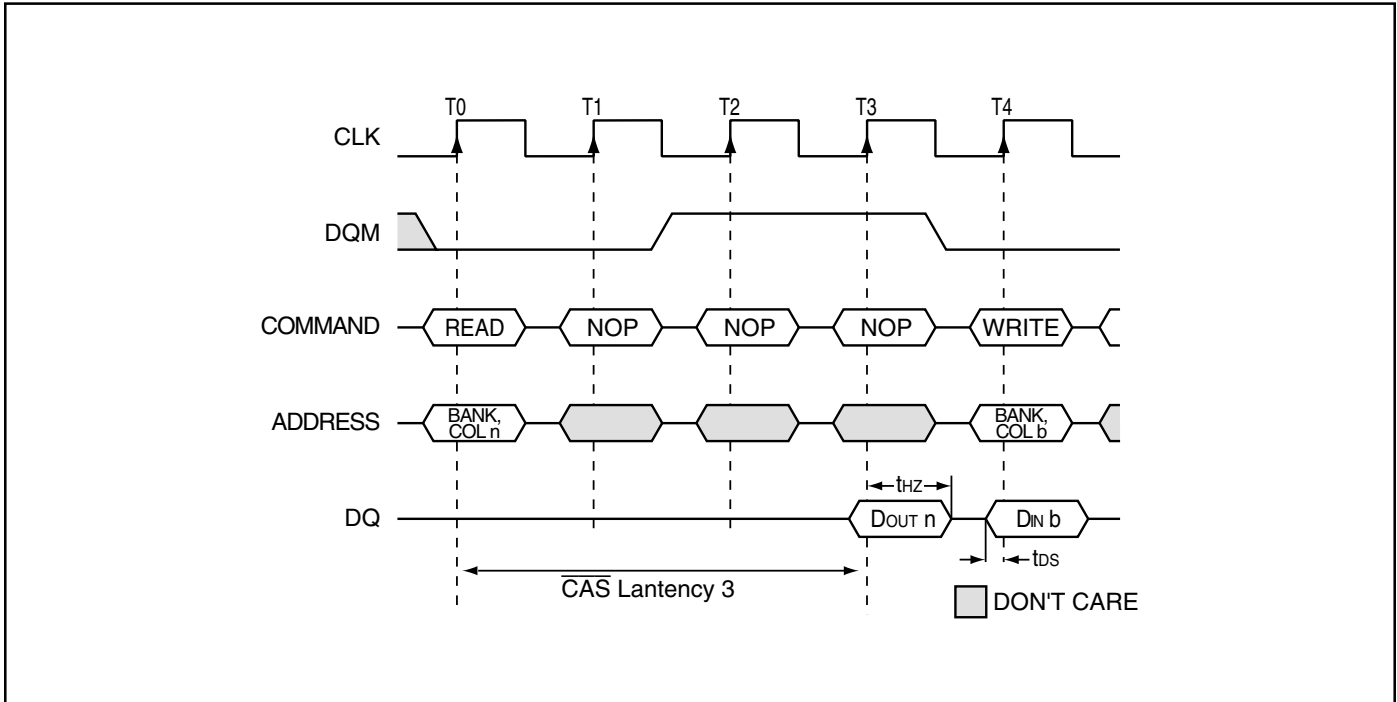 T0 T1 T2 T3 T4
CLK
DQM
COMMAND READ NOP NOP NOP WRITE
ADDRESS BANK, COL n BANK, COL b
tHZ
DQ DOUT n DIN b
tDS
CAS Lantency 3
DON'T CARE